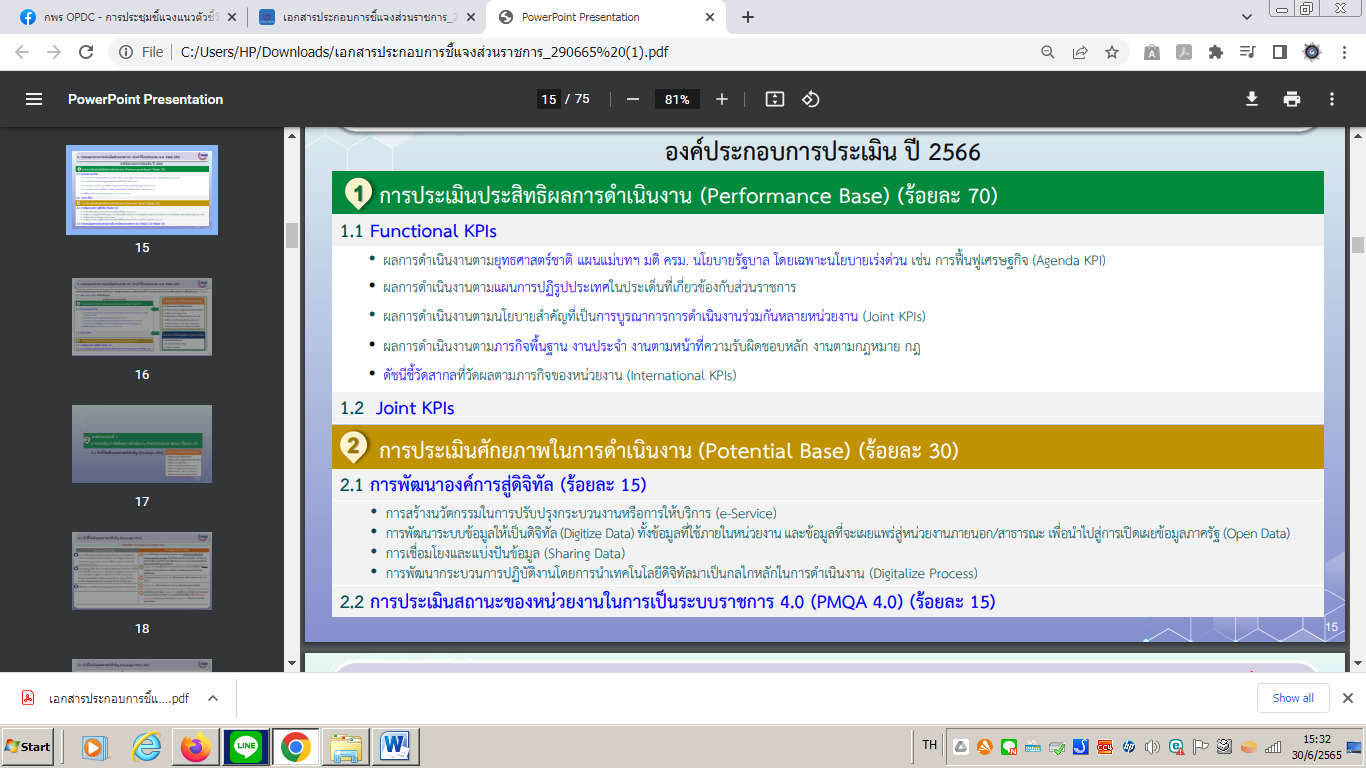 กพร OPDC - การประชุมชี้แจงแนวตัวชี้วั
เอกสารประกอบการชี้แจงส่วนราชการ_2
PowerPoint Presentation
File
C:/Users/HP/Downloads/เอกสารประกอบการชี้แจงส่วนราชการ_290665%20(1).pdf
PowerPoint Presentation
15 / 75
81%
15
16
17
18
องค์ประกอบการประเมิน ปี 2566
1 การประเมินประสิทธิผลการดำเนินงาน (Performance Base) (ร้อยละ 70)
1.1 Functional KPIs
• ผลการดำเนินงานตามยุทธศาสตร์ชาติ แผนแม่บทฯ มติ ครม. นโยบายรัฐบาล โดยเฉพาะนโยบายเร่งด่วน เช่น การฟื้นฟูเศรษฐกิจ (Agenda KPI)
• ผลการดำเนินงานตามแผนการปฏิรูปประเทศในประเด็นที่เกี่ยวข้องกับส่วนราชการ
• ผลการดำเนินงานตามนโยบายสำคัญที่เป็นการบูรณาการการดำเนินงานร่วมกันหลายหน่วยงาน (Joint KPIs)
• ผลการดำเนินงานตามภารกิจพื้นฐาน งานประจำ งานตามหน้าที่ความรับผิดชอบหลัก งานตามกฎหมาย กฎ
• ดัชนีชี้วัดสากลที่วัดผลตามภารกิจของหน่วยงาน (International KPIs)
1.2 Joint KPIs
2 การประเมินศักยภาพในการดำเนินงาน (Potential Base) (ร้อยละ 30)
2.1 การพัฒนาองค์การสู่ดิจิทัล (ร้อยละ 15)
• การสร้างนวัตกรรมในการปรับปรุงกระบวนงานหรือการให้บริการ (e-Service)
• การพัฒนาระบบข้อมูลให้เป็นดิจิทัล (Digitize Data) ทั้งข้อมูลที่ใช้ภายในหน่วยงาน และข้อมูลที่จะเผยแพร่สู่หน่วยงานภายนอก/สาธารณะ เพื่อนำไปสู่การเปิดเผยข้อมูลภาครัฐ (Open Data)
• การเชื่อมโยงและแบ่งปันข้อมูล (Sharing Data)
• การพัฒนากระบวนการปฏิบัติงานโดยการนำเทคโนโลยีดิจิทัลมาเป็นกลไกหลักในการดำเนินงาน (Digitalize Process)
2.2 การประเมินสถานะของหน่วยงานในการเป็นระบบราชการ 4.0 (PMQA 4.0) (ร้อยละ 15)
15
เอกสารประกอบการชี้แ....pdf
Show all
Start
TH
15:32
30/6/2565